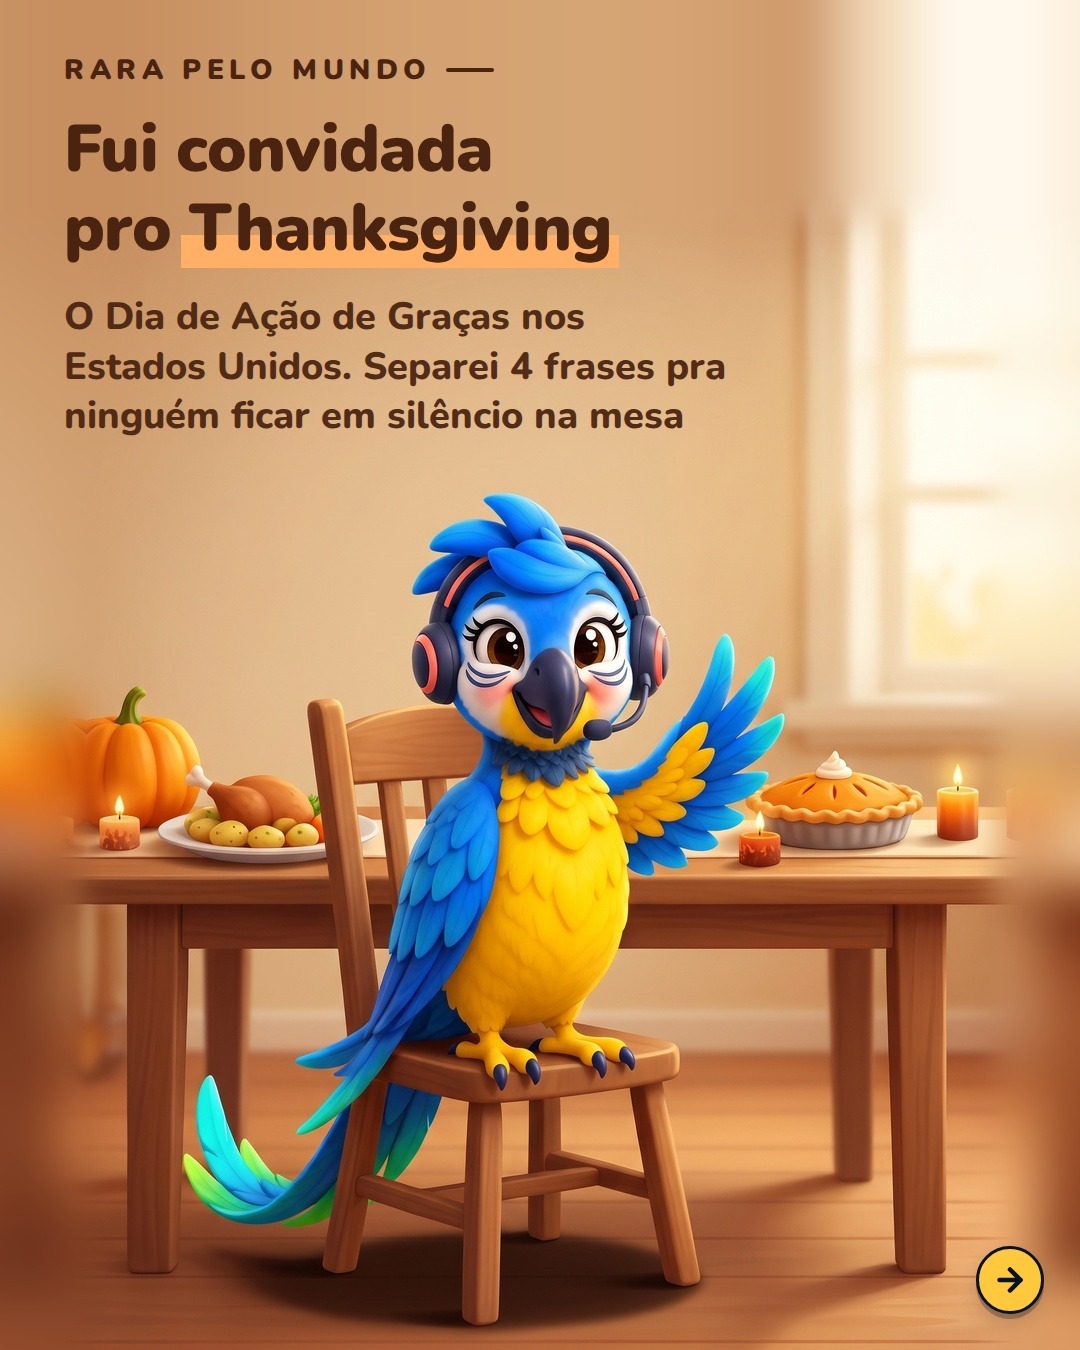 RARA PELO MUNDO —
Fui convidada
pro Thanksgiving
O Dia de Ação de Graças nos
Estados Unidos. Separei 4 frases pra
ninguém ficar em silêncio na mesa